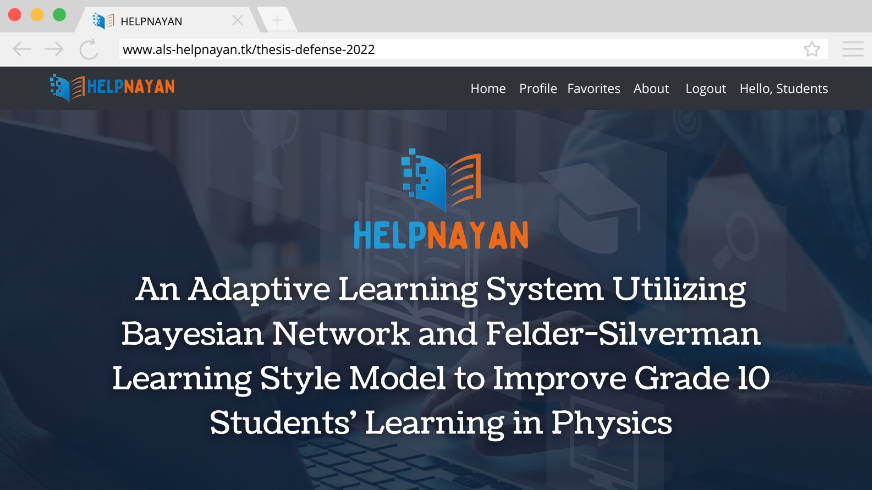 HELPNAYAN
www.als-helpnayan.tk/thesis-defense-2022
HELPNAYAN Home Profile Favorites About Logout Hello, Students
HELPNAYAN
An Adaptive Learning System Utilizing
Bayesian Network and Felder-Silverman
Learning Style Model to Improve Grade 10
Students' Learning in Physics